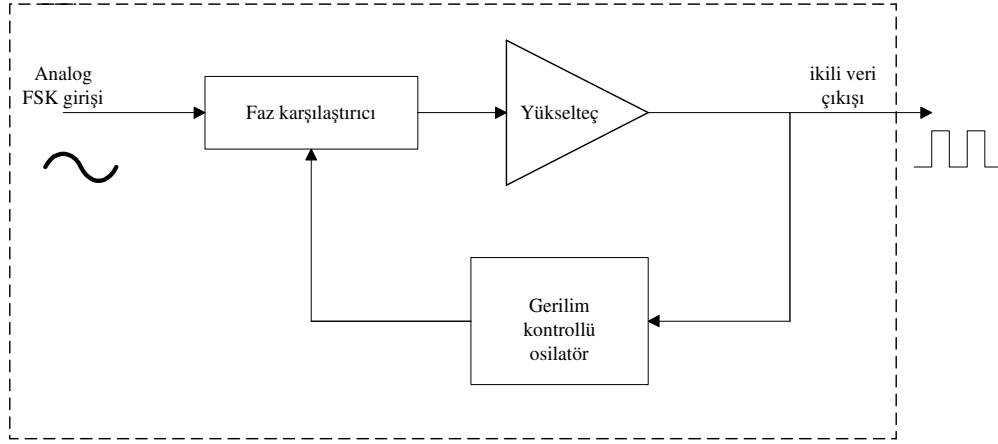 Analog
FSK girişi
Faz karşılaştırıcı
Yükselteç
ikili veri
çıkışı
Gerilim
kontrollü
osilatör